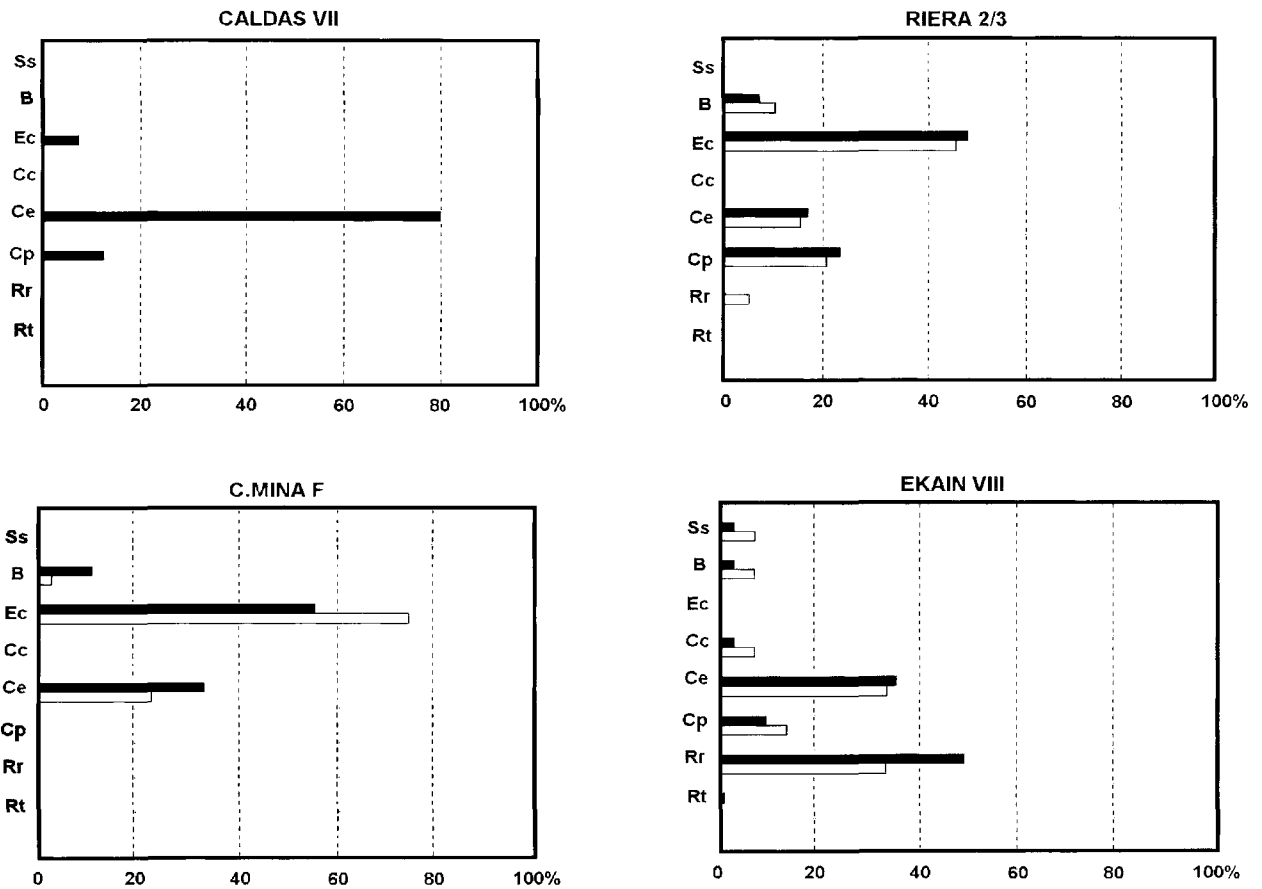 CALDAS VII
Ss
B
Ec
Cc
Ce
Cp
Rr
Rt
0 20 40 60 80 100%
RIERA 2/3
Ss
B
Ec
Cc
Ce
Cp
Rr
Rt
0 20 40 60 80 100%
C.MINA F
Ss
B
Ec
Cc
Ce
Cp
Rr
Rt
0 20 40 60 80 100%
EKAIN VIII
Ss
B
Ec
Cc
Ce
Cp
Rr
Rt
0 20 40 60 80 100%